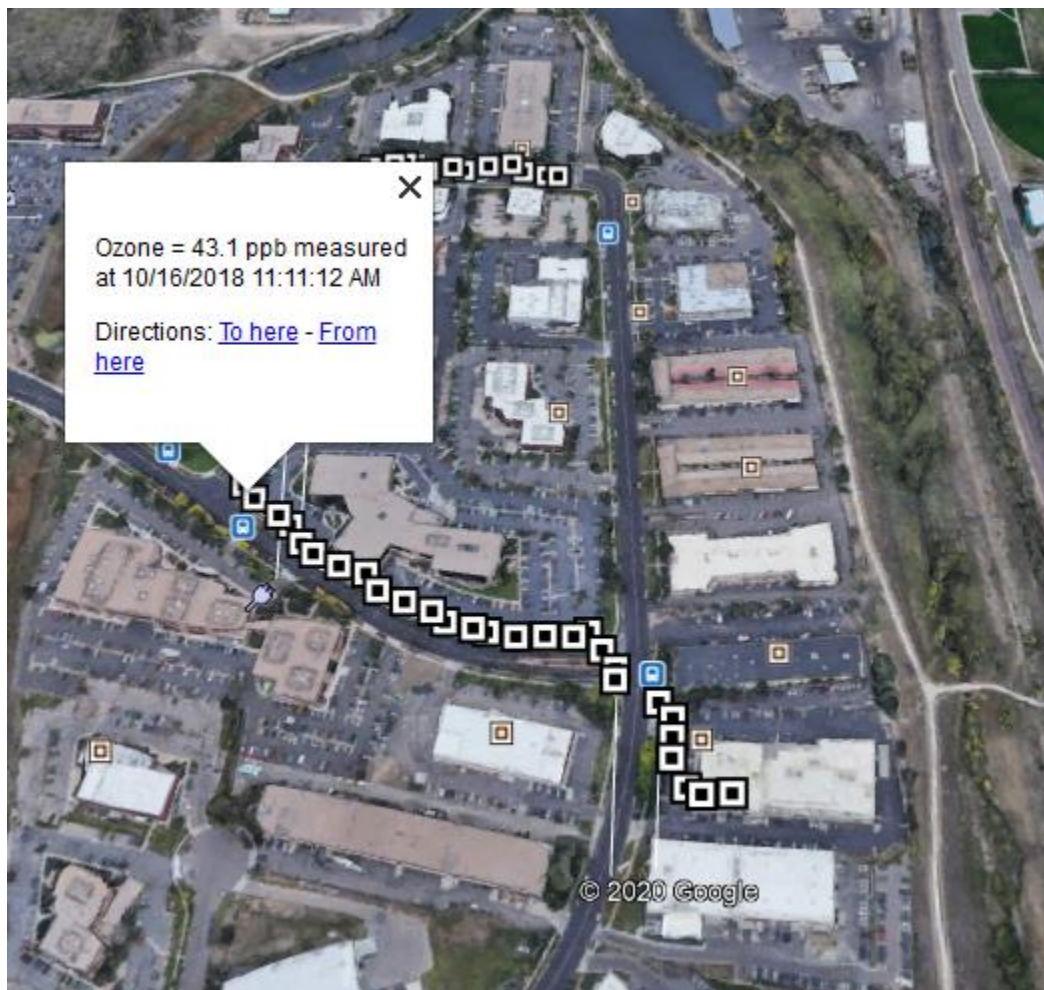 Ozone = 43.1 ppb measured
at 10/16/2018 11:11:12 AM
Directions: To here - From
here
© 2020 Google